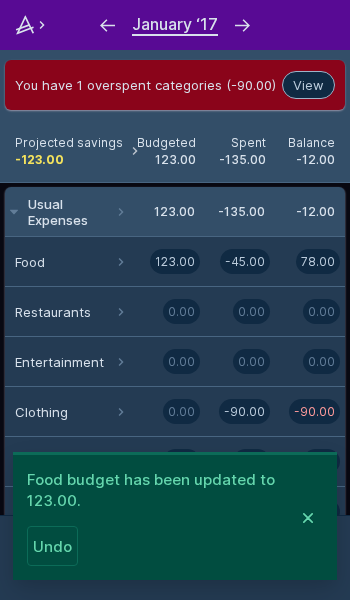 January ‘17
You have 1 overspent categories (-90.00) View
Projected savings Budgeted Spent Balance
-123.00 123.00 -135.00 -12.00
Usual Expenses 123.00 -135.00 -12.00
Food 123.00 -45.00 78.00
Restaurants 0.00 0.00 0.00
Entertainment 0.00 0.00 0.00
Clothing 0.00 -90.00 -90.00
Food budget has been updated to
123.00.
Undo